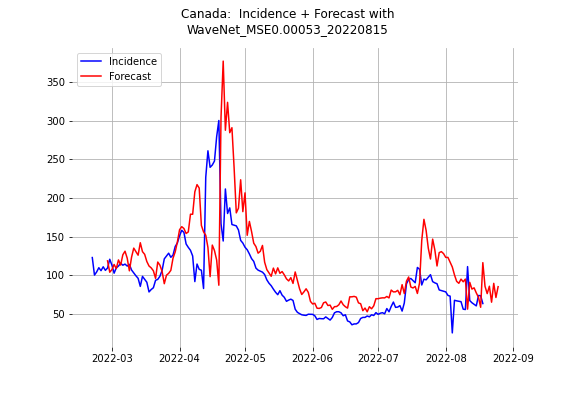 Canada:  Incidence + Forecast with
WaveNet_MSE0.00053_20220815
Incidence
Forecast
350
300
250
200
150
100
50
2022-03 2022-04 2022-05 2022-06 2022-07 2022-08 2022-09